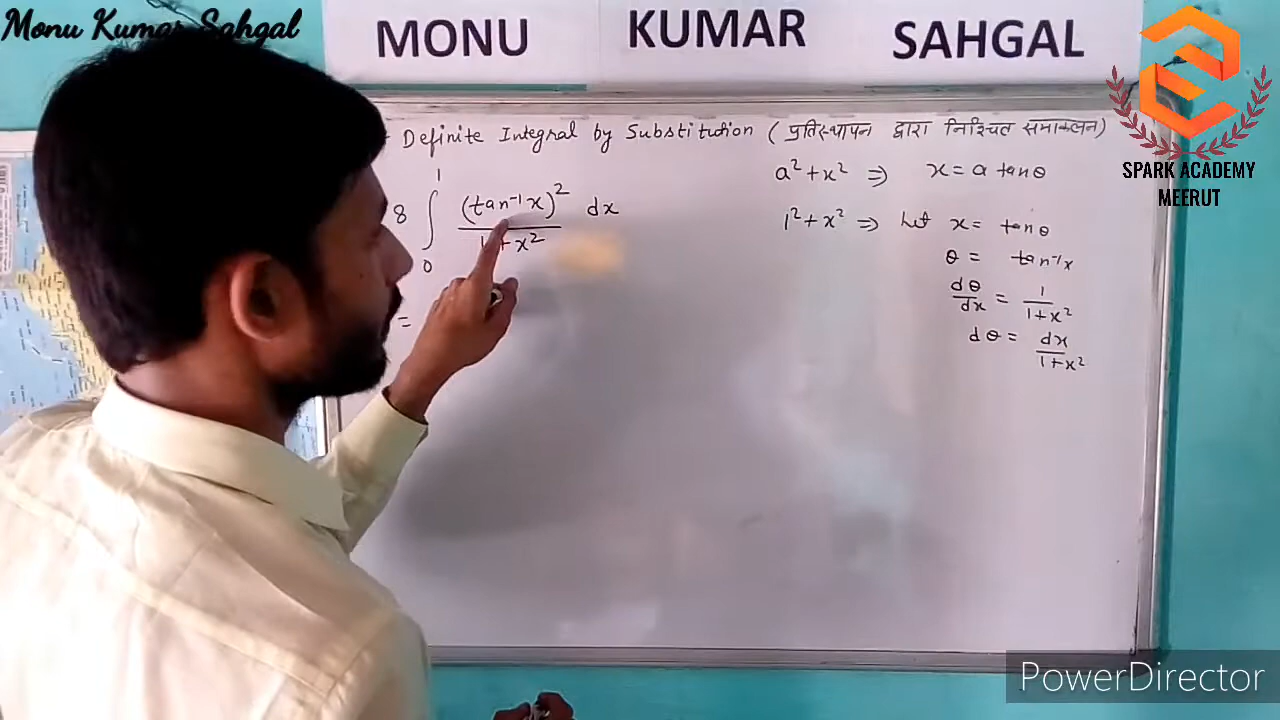 Monu Kumar Sahgal
MONU KUMAR SAHGAL
SPARK ACADEMY
MEERUT
Definite Integral by Substitution (प्रतिस्थापन द्वारा निश्चित समाकलन)
8 ∫₀¹ (tan⁻¹x)² / 1+x² dx
=
a²+x² ⇒ x = a tanθ
1²+x² ⇒ Let x = tanθ
θ = tan⁻¹x
dθ/dx = 1/1+x²
dθ = dx/1+x²
PowerDirector